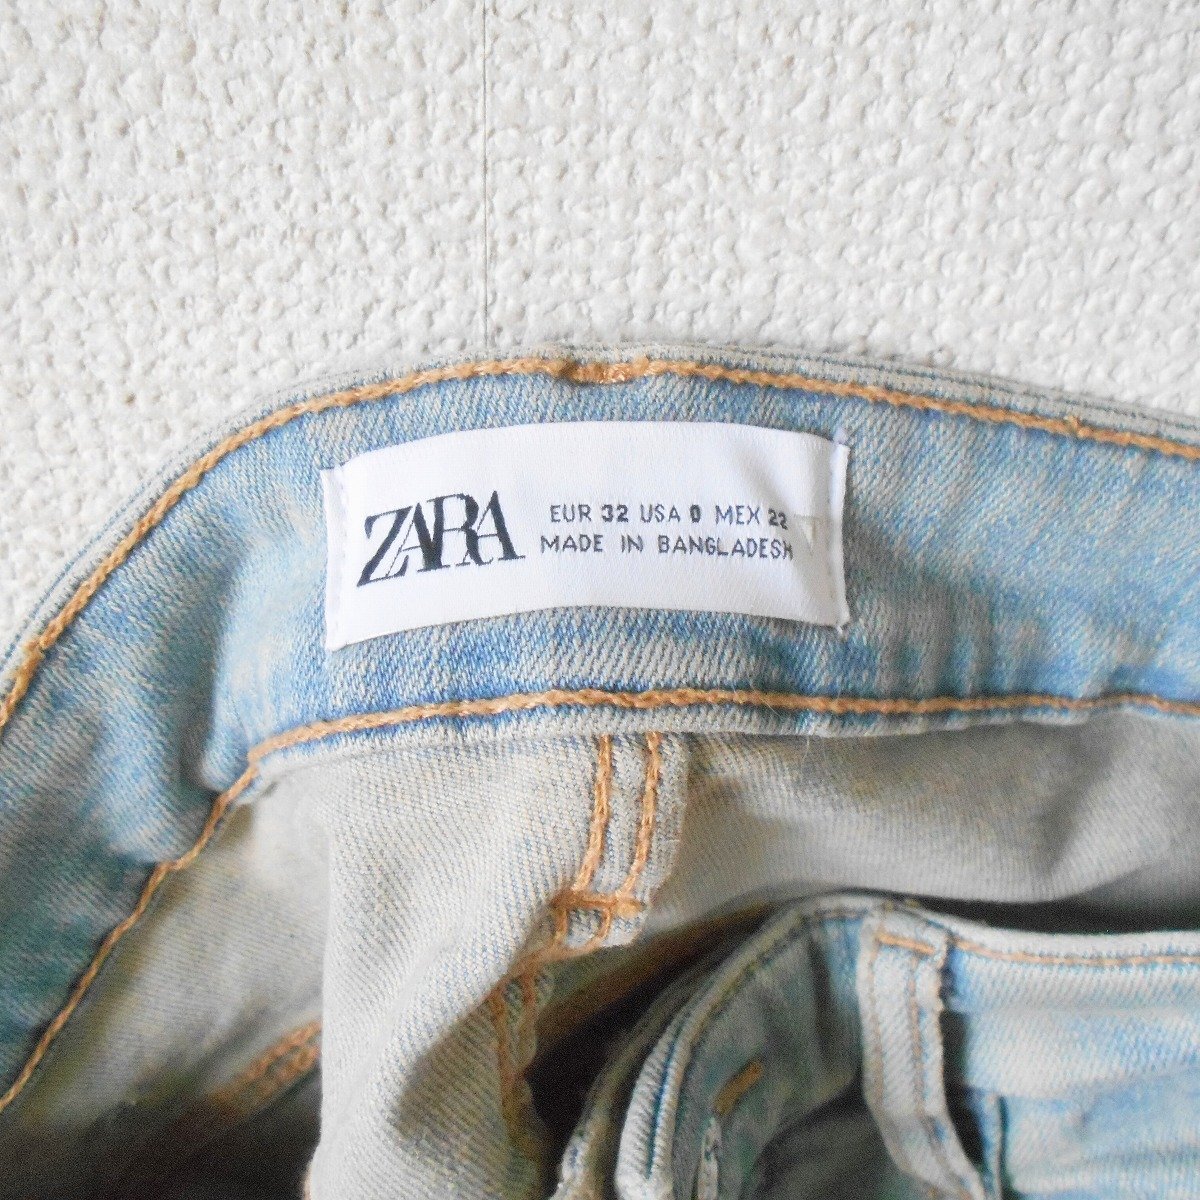 ZARA
EUR 32 USA 0 MEX 22
MADE IN BANGLADESH